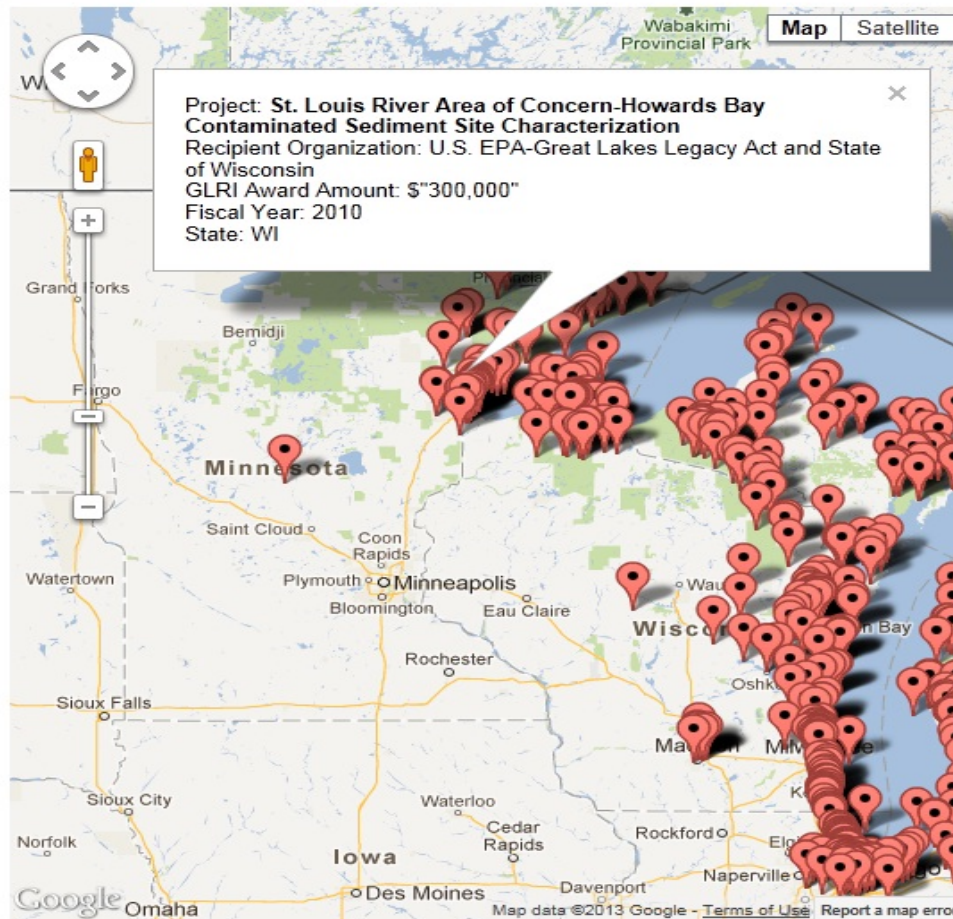 Wabakimi
Provincial Park
Map
Satellite
Project: St. Louis River Area of Concern-Howards Bay
Contaminated Sediment Site Characterization
Recipient Organization: U.S. EPA-Great Lakes Legacy Act and State
of Wisconsin
GLRI Award Amount: $"300,000"
Fiscal Year: 2010
State: WI
Grand Forks
Bemidji
Fargo
Minnesota
Saint Cloud
Coon
Rapids
Watertown
Plymouth
Minneapolis
Bloomington
Eau Claire
Rochester
Sioux Falls
Sioux City
Waterloo
Cedar
Rapids
Rockford
Norfolk
Iowa
Naperville
Des Moines
Davenport
Google
Omaha
Map data ©2013 Google - Terms of Use
Report a map error